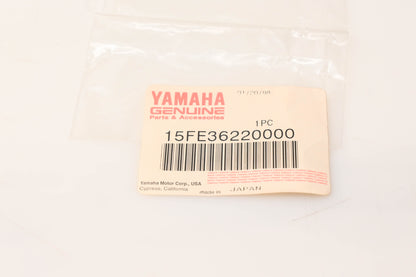 YAMAHA
GENUINE
Parts & Accessories
1PC
15FE36220000
Yamaha Motor Corp., USA
Cypress, California
made in JAPAN